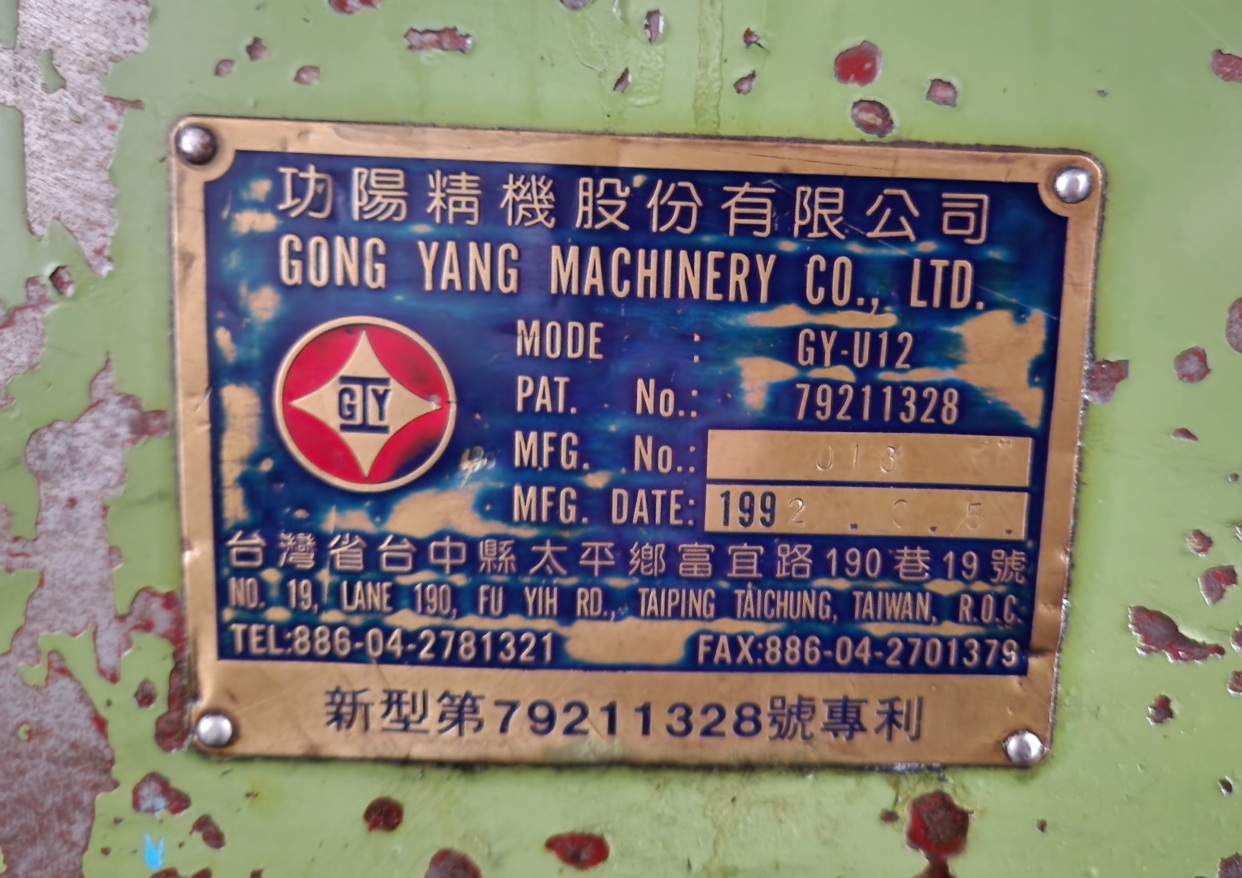 功陽精機股份有限公司
GONG YANG MACHINERY CO., LTD.
GTY
MODE : GY-U12
PAT. No.: 79211328
MFG. No.: 013
MFG. DATE: 1992 . . 5.
台灣省台中縣太平鄉富宜路190巷19號
NO. 19, LANE 190, FU YIH RD., TAIPING TAICHUNG, TAIWAN, R.O.C.
TEL:886-04-2781321 FAX:886-04-2701379
新型第79211328號專利